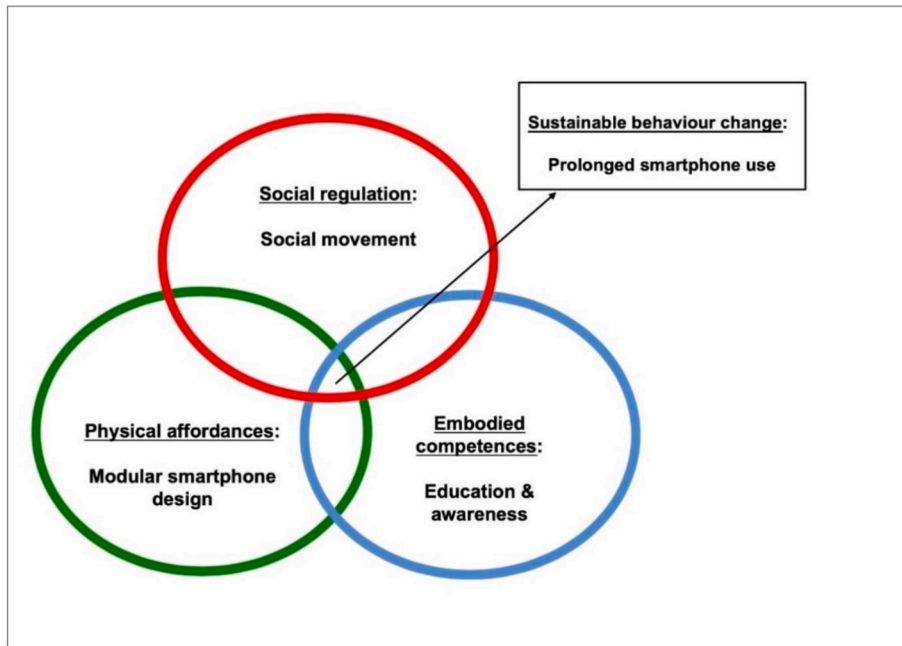 Sustainable behaviour change:
Prolonged smartphone use
Social regulation:
Social movement
Physical affordances:
Modular smartphone
design
Embodied
competences:
Education &
awareness